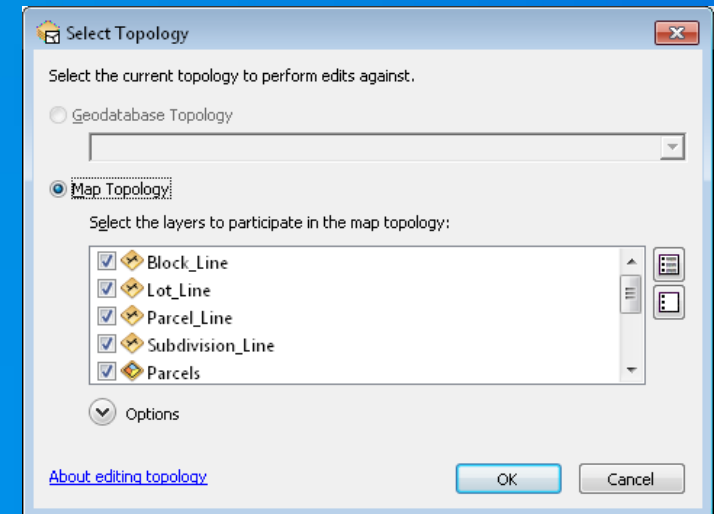 Select Topology
Select the current topology to perform edits against.
Geodatabase Topology
Map Topology
Select the layers to participate in the map topology:
Block_Line
Lot_Line
Parcel_Line
Subdivision_Line
Parcels
Options
About editing topology
OK
Cancel